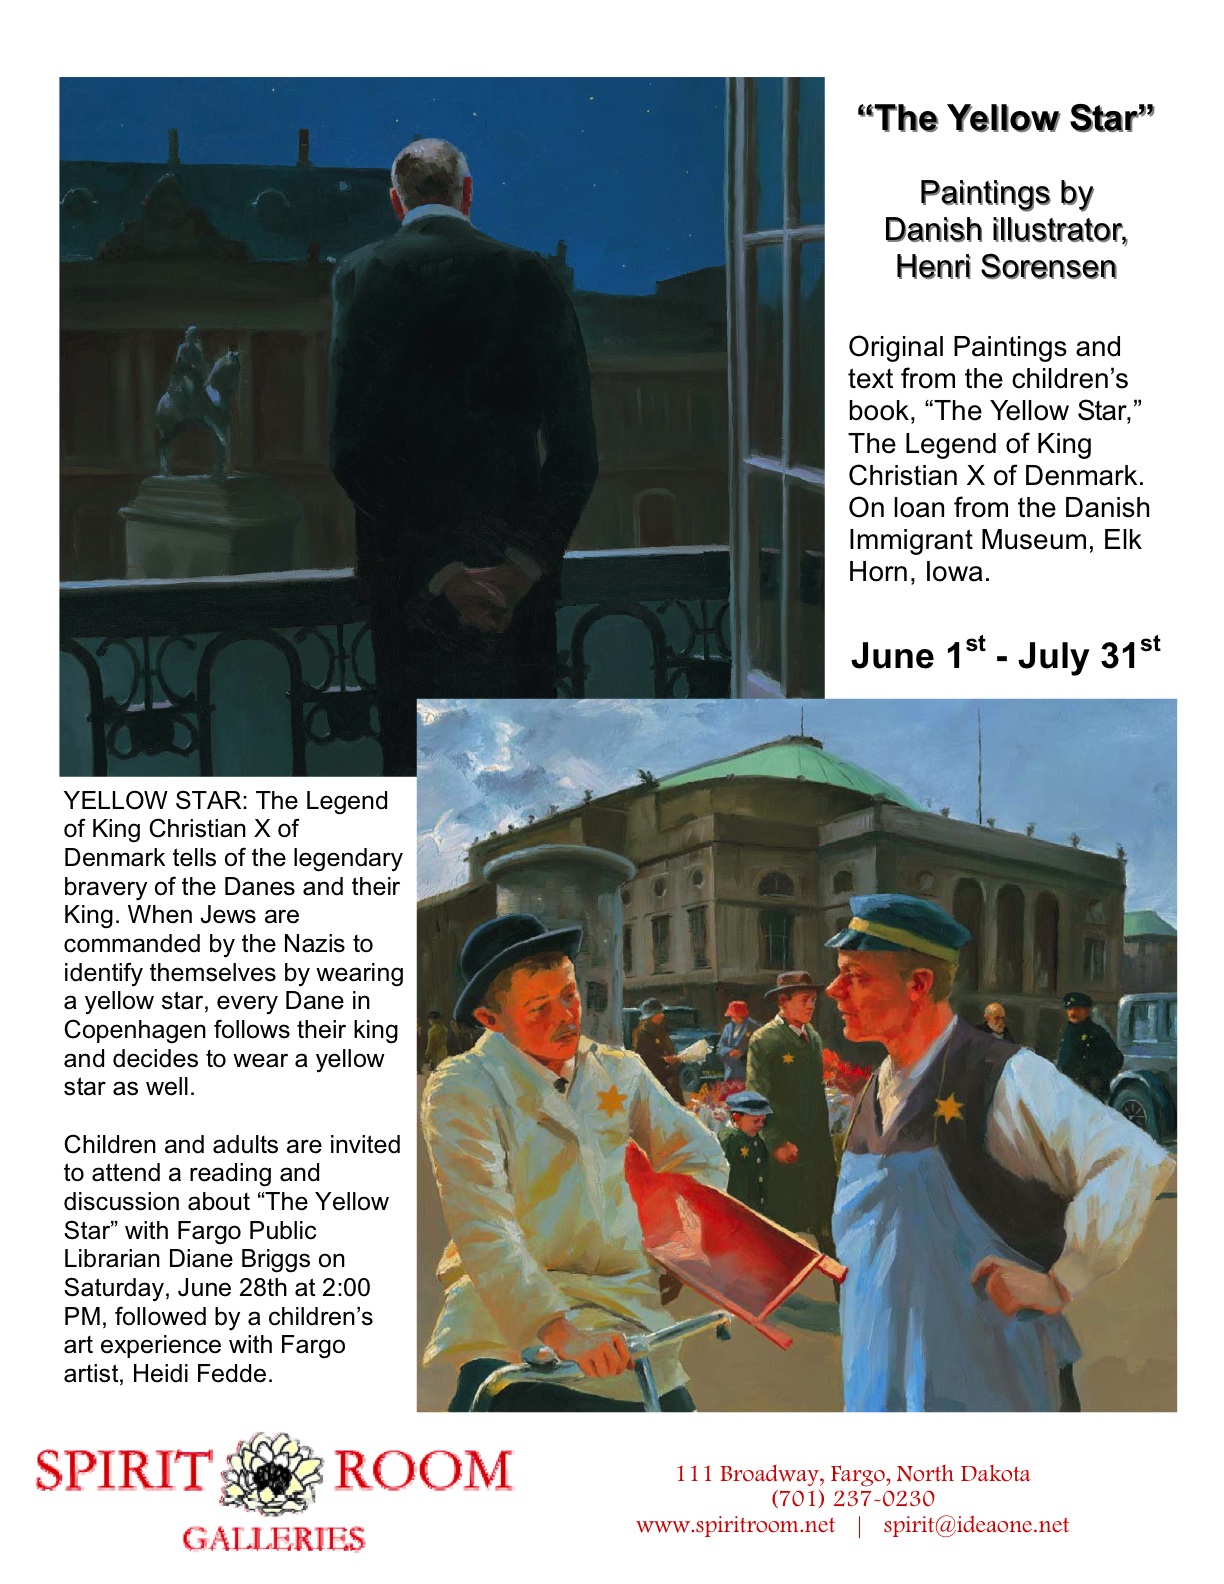 “The Yellow Star”
Paintings by
Danish illustrator,
Henri Sorensen
Original Paintings and
text from the children’s
book, “The Yellow Star,”
The Legend of King
Christian X of Denmark.
On loan from the Danish
Immigrant Museum, Elk
Horn, Iowa.
June 1st - July 31st
YELLOW STAR: The Legend
of King Christian X of
Denmark tells of the legendary
bravery of the Danes and their
King. When Jews are
commanded by the Nazis to
identify themselves by wearing
a yellow star, every Dane in
Copenhagen follows their king
and decides to wear a yellow
star as well.
Children and adults are invited
to attend a reading and
discussion about “The Yellow
Star” with Fargo Public
Librarian Diane Briggs on
Saturday, June 28th at 2:00
PM, followed by a children’s
art experience with Fargo
artist, Heidi Fedde.
SPIRIT ROOM
GALLERIES
111 Broadway, Fargo, North Dakota
(701) 237-0230
www.spiritroom.net | spirit@ideaone.net